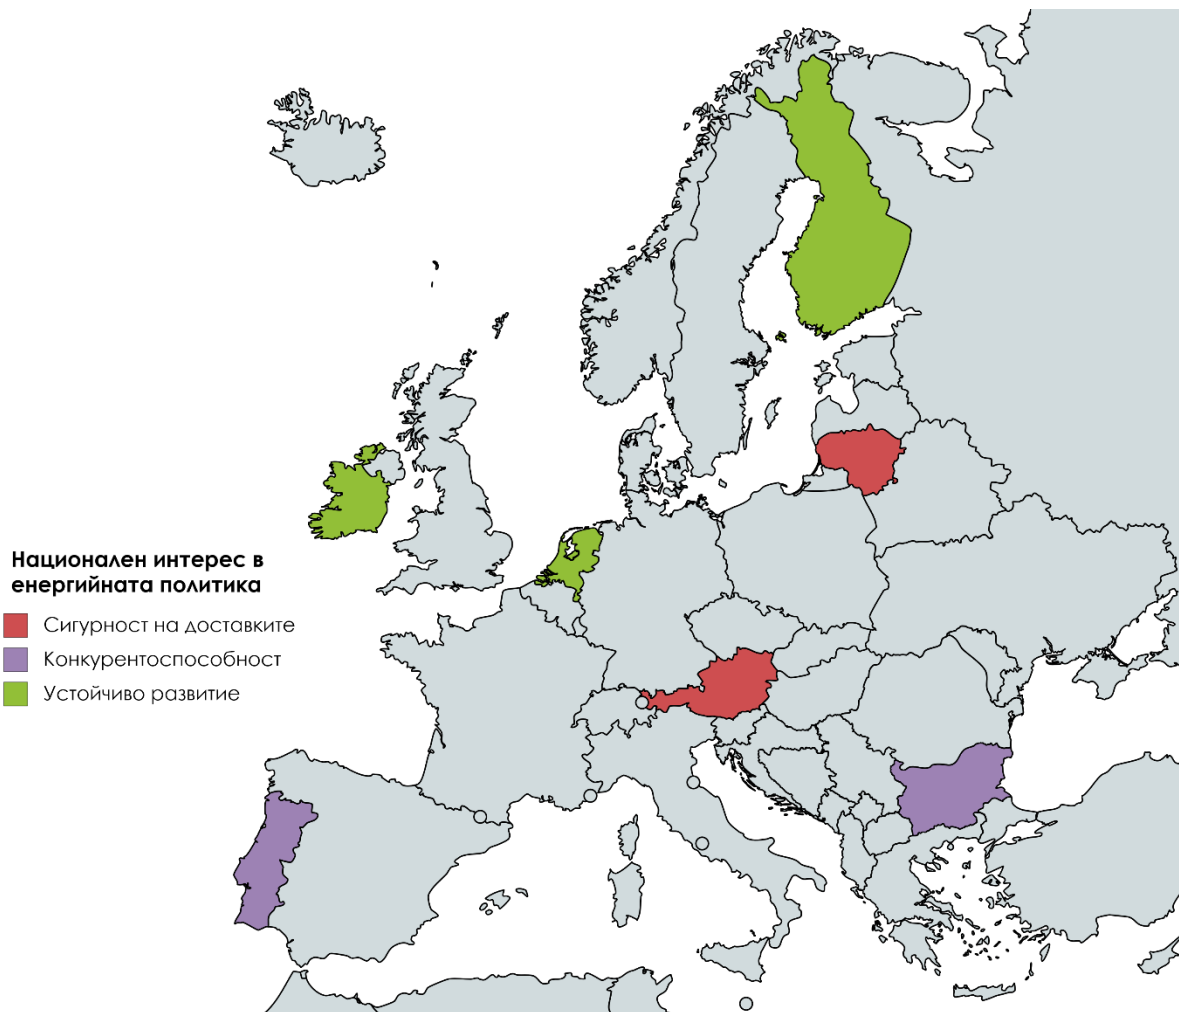 Национален интерес в
енергийната политика
Сигурност на доставките
Конкурентоспособност
Устойчиво развитие